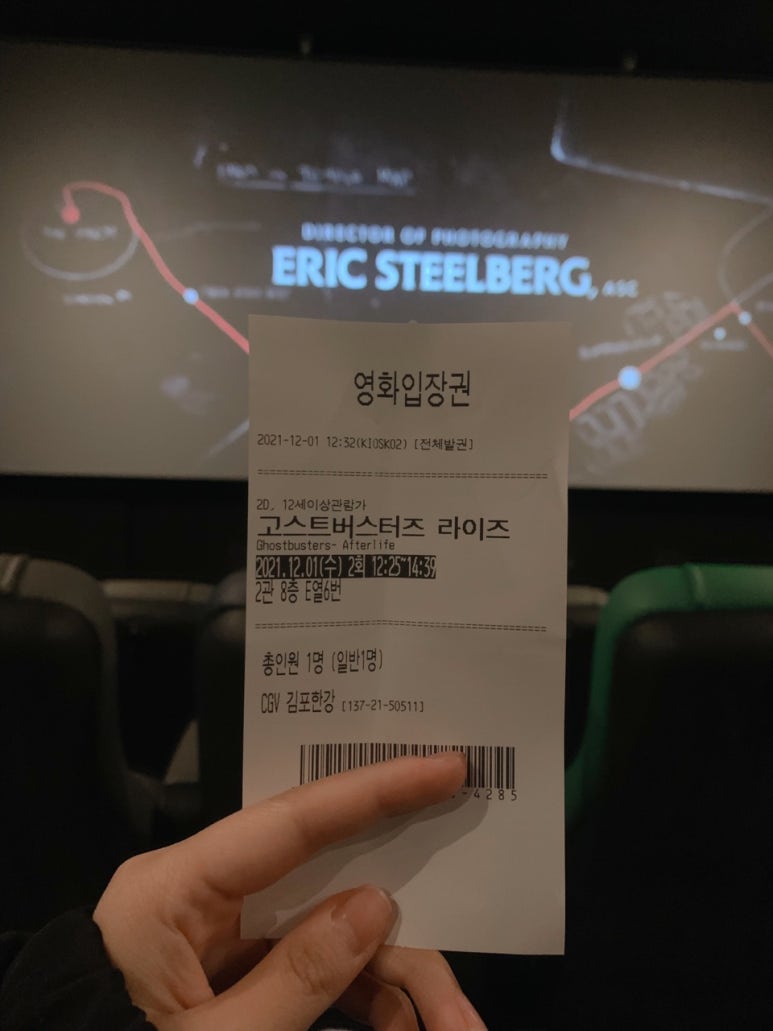 DIRECTOR OF PHOTOGRAPHY
ERIC STEELBERG, ASC
영화입장권
2021-12-01 12:32(KIOSK02) [전체발권]
================================================
2D, 12세이상관람가
고스트버스터즈 라이즈
Ghostbusters- Afterlife
2021.12.01(수) 2회 12:25~14:39
2관 8층 E열6번
================================================
총인원 1명 (일반1명)
CGV 김포한강 [137-21-50511]
-4285